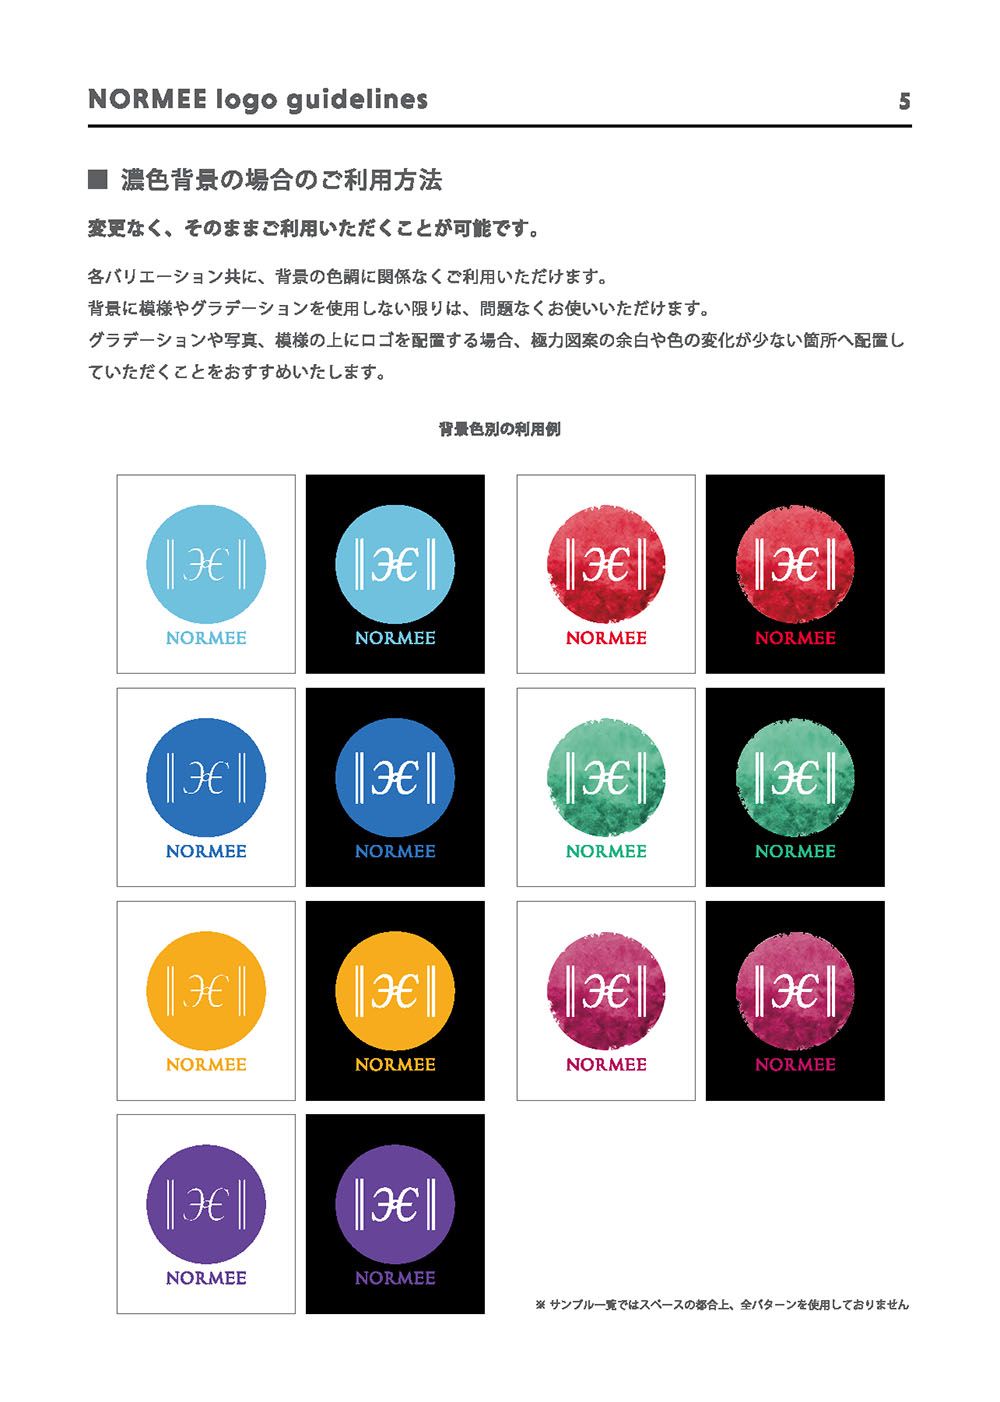 NORMEE logo guidelines 5
■ 濃色背景の場合のご利用方法
変更なく、そのままご利用いただくことが可能です。
各バリエーション共に、背景の色調に関係なくご利用いただけます。
背景に模様やグラデーションを使用しない限りは、問題なくお使いいただけます。
グラデーションや写真、模様の上にロゴを配置する場合、極力図案の余白や色の変化が少ない箇所へ配置し
ていただくことをおすすめいたします。
背景色別の利用例
NORMEE NORMEE NORMEE NORMEE
NORMEE NORMEE NORMEE NORMEE
NORMEE NORMEE NORMEE NORMEE
NORMEE NORMEE
※ サンプル一覧ではスペースの都合上、全パターンを使用しておりません